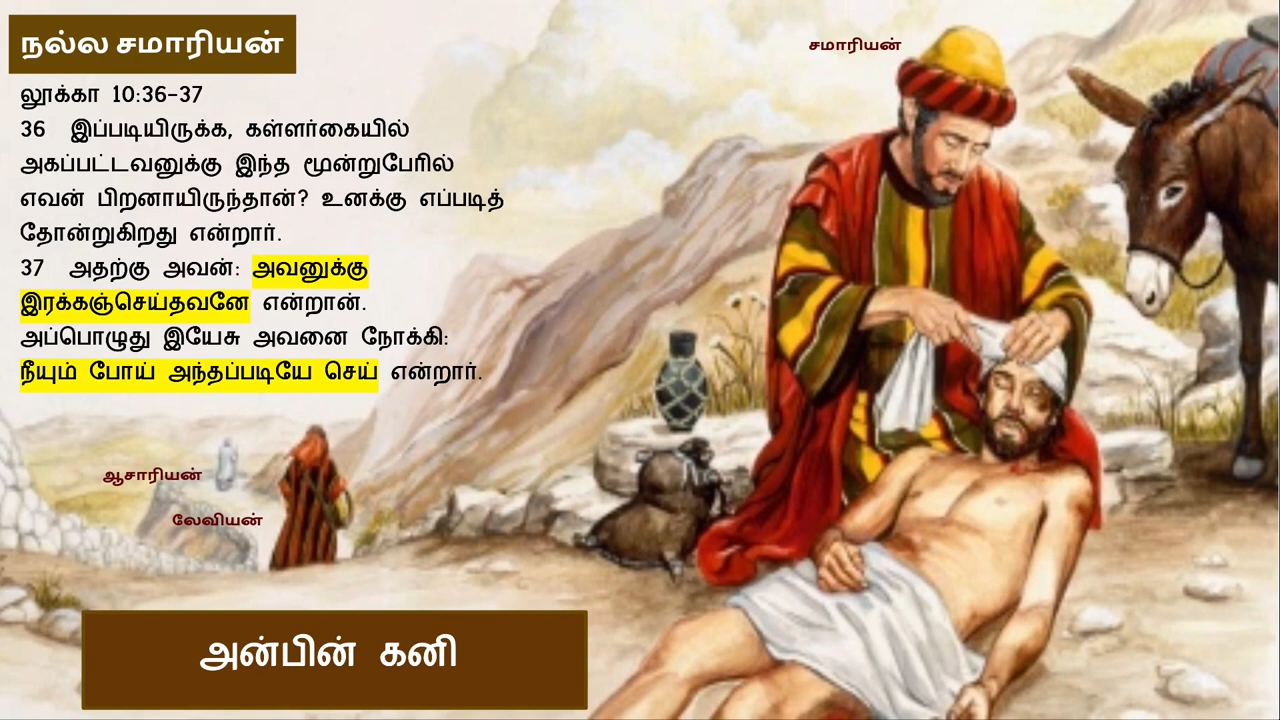 நல்ல சமாரியன்
லூக்கா 10:36-37
36 இப்படியிருக்க, கள்ளர்கையில்
அகப்பட்டவனுக்கு இந்த மூன்றுபேரில்
எவன் பிறனாயிருந்தான்? உனக்கு எப்படித்
தோன்றுகிறது என்றார்.
37 அதற்கு அவன்: அவனுக்கு
இரக்கஞ்செய்தவனே என்றான்.
அப்பொழுது இயேசு அவனை நோக்கி:
நீயும் போய் அந்தப்படியே செய் என்றார்.
சமாரியன்
ஆசாரியன்
லேவியன்
அன்பின் கனி